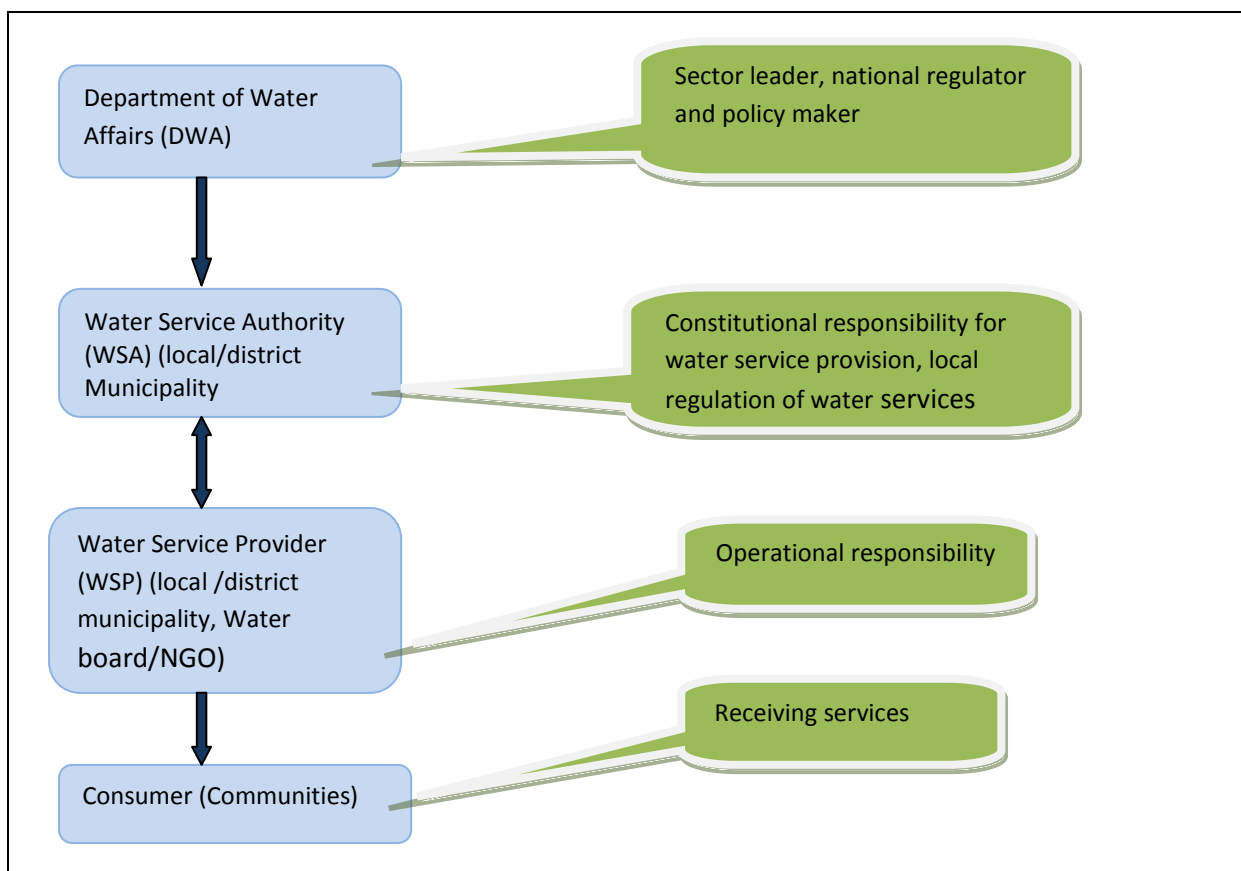 Department of Water
Affairs (DWA)
Sector leader, national regulator
and policy maker
Water Service Authority
(WSA) (local/district
Municipality
Constitutional responsibility for
water service provision, local
regulation of water services
Water Service Provider
(WSP) (local /district
municipality, Water
board/NGO)
Operational responsibility
Consumer (Communities)
Receiving services